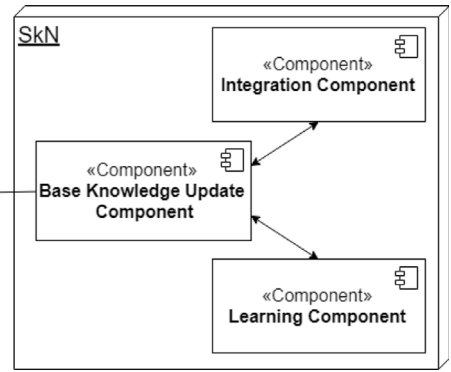 SkN
«Component»
Integration Component
«Component»
Base Knowledge Update
Component
«Component»
Learning Component